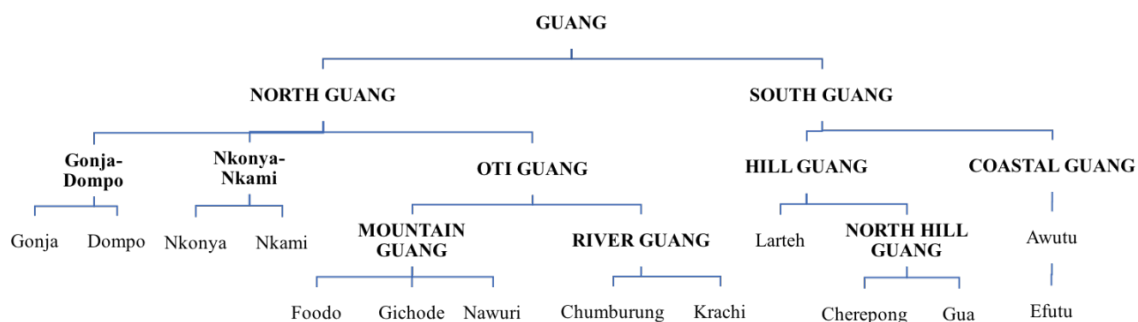 GUANG
NORTH GUANG
SOUTH GUANG
Gonja-
Dompo
Nkonya-
Nkami
OTI GUANG
HILL GUANG
COASTAL GUANG
Gonja
Dompo
Nkonya
Nkami
MOUNTAIN
GUANG
RIVER GUANG
Larteh
NORTH HILL
GUANG
Awutu
Foodo
Gichode
Nawuri
Chumburung
Krachi
Cherepong
Gua
Efutu